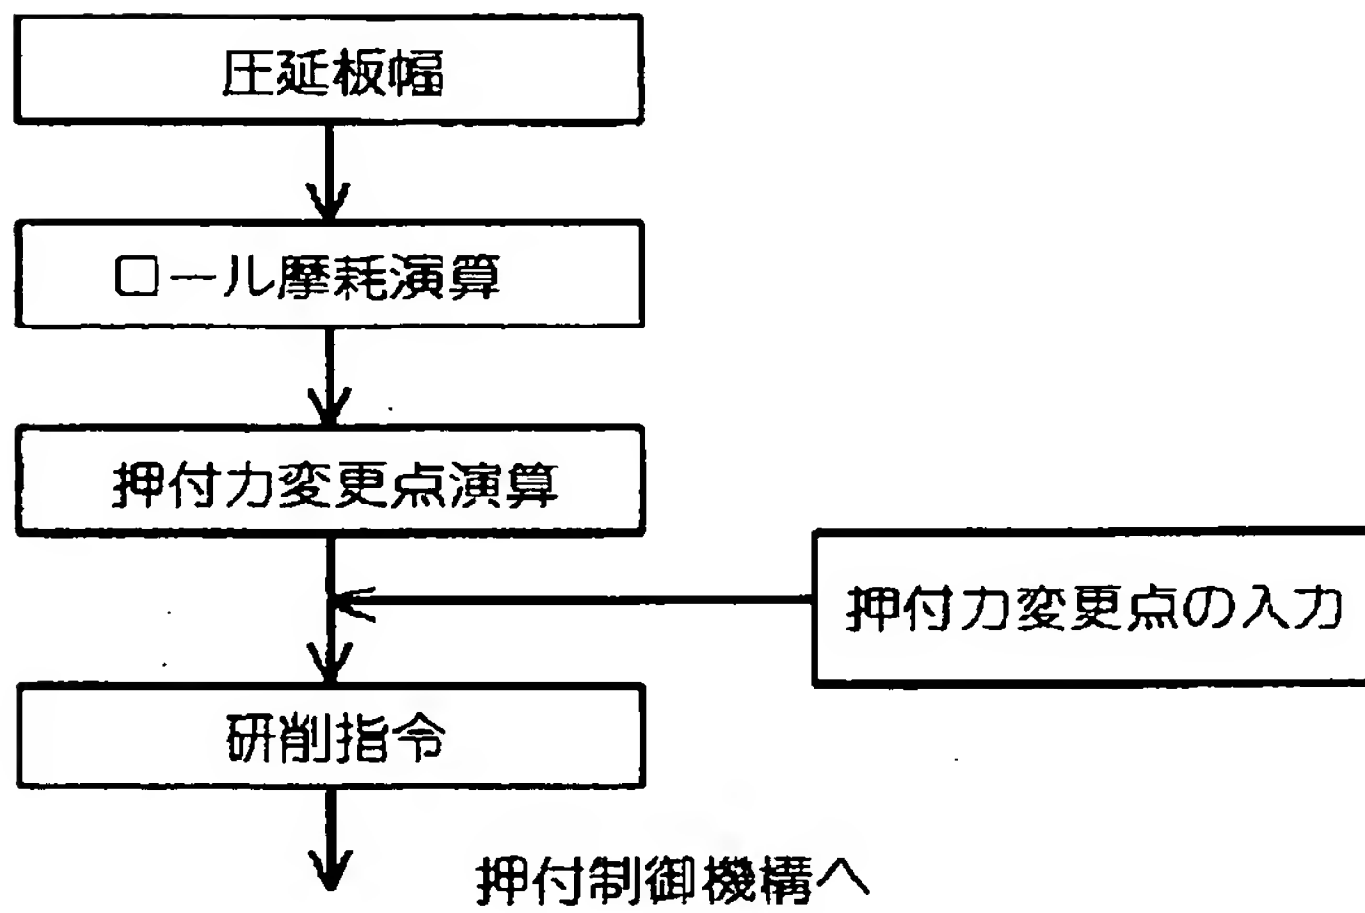 圧延板幅
ロール摩耗演算
押付力変更点演算
押付力変更点の入力
研削指令
押付制御機構へ